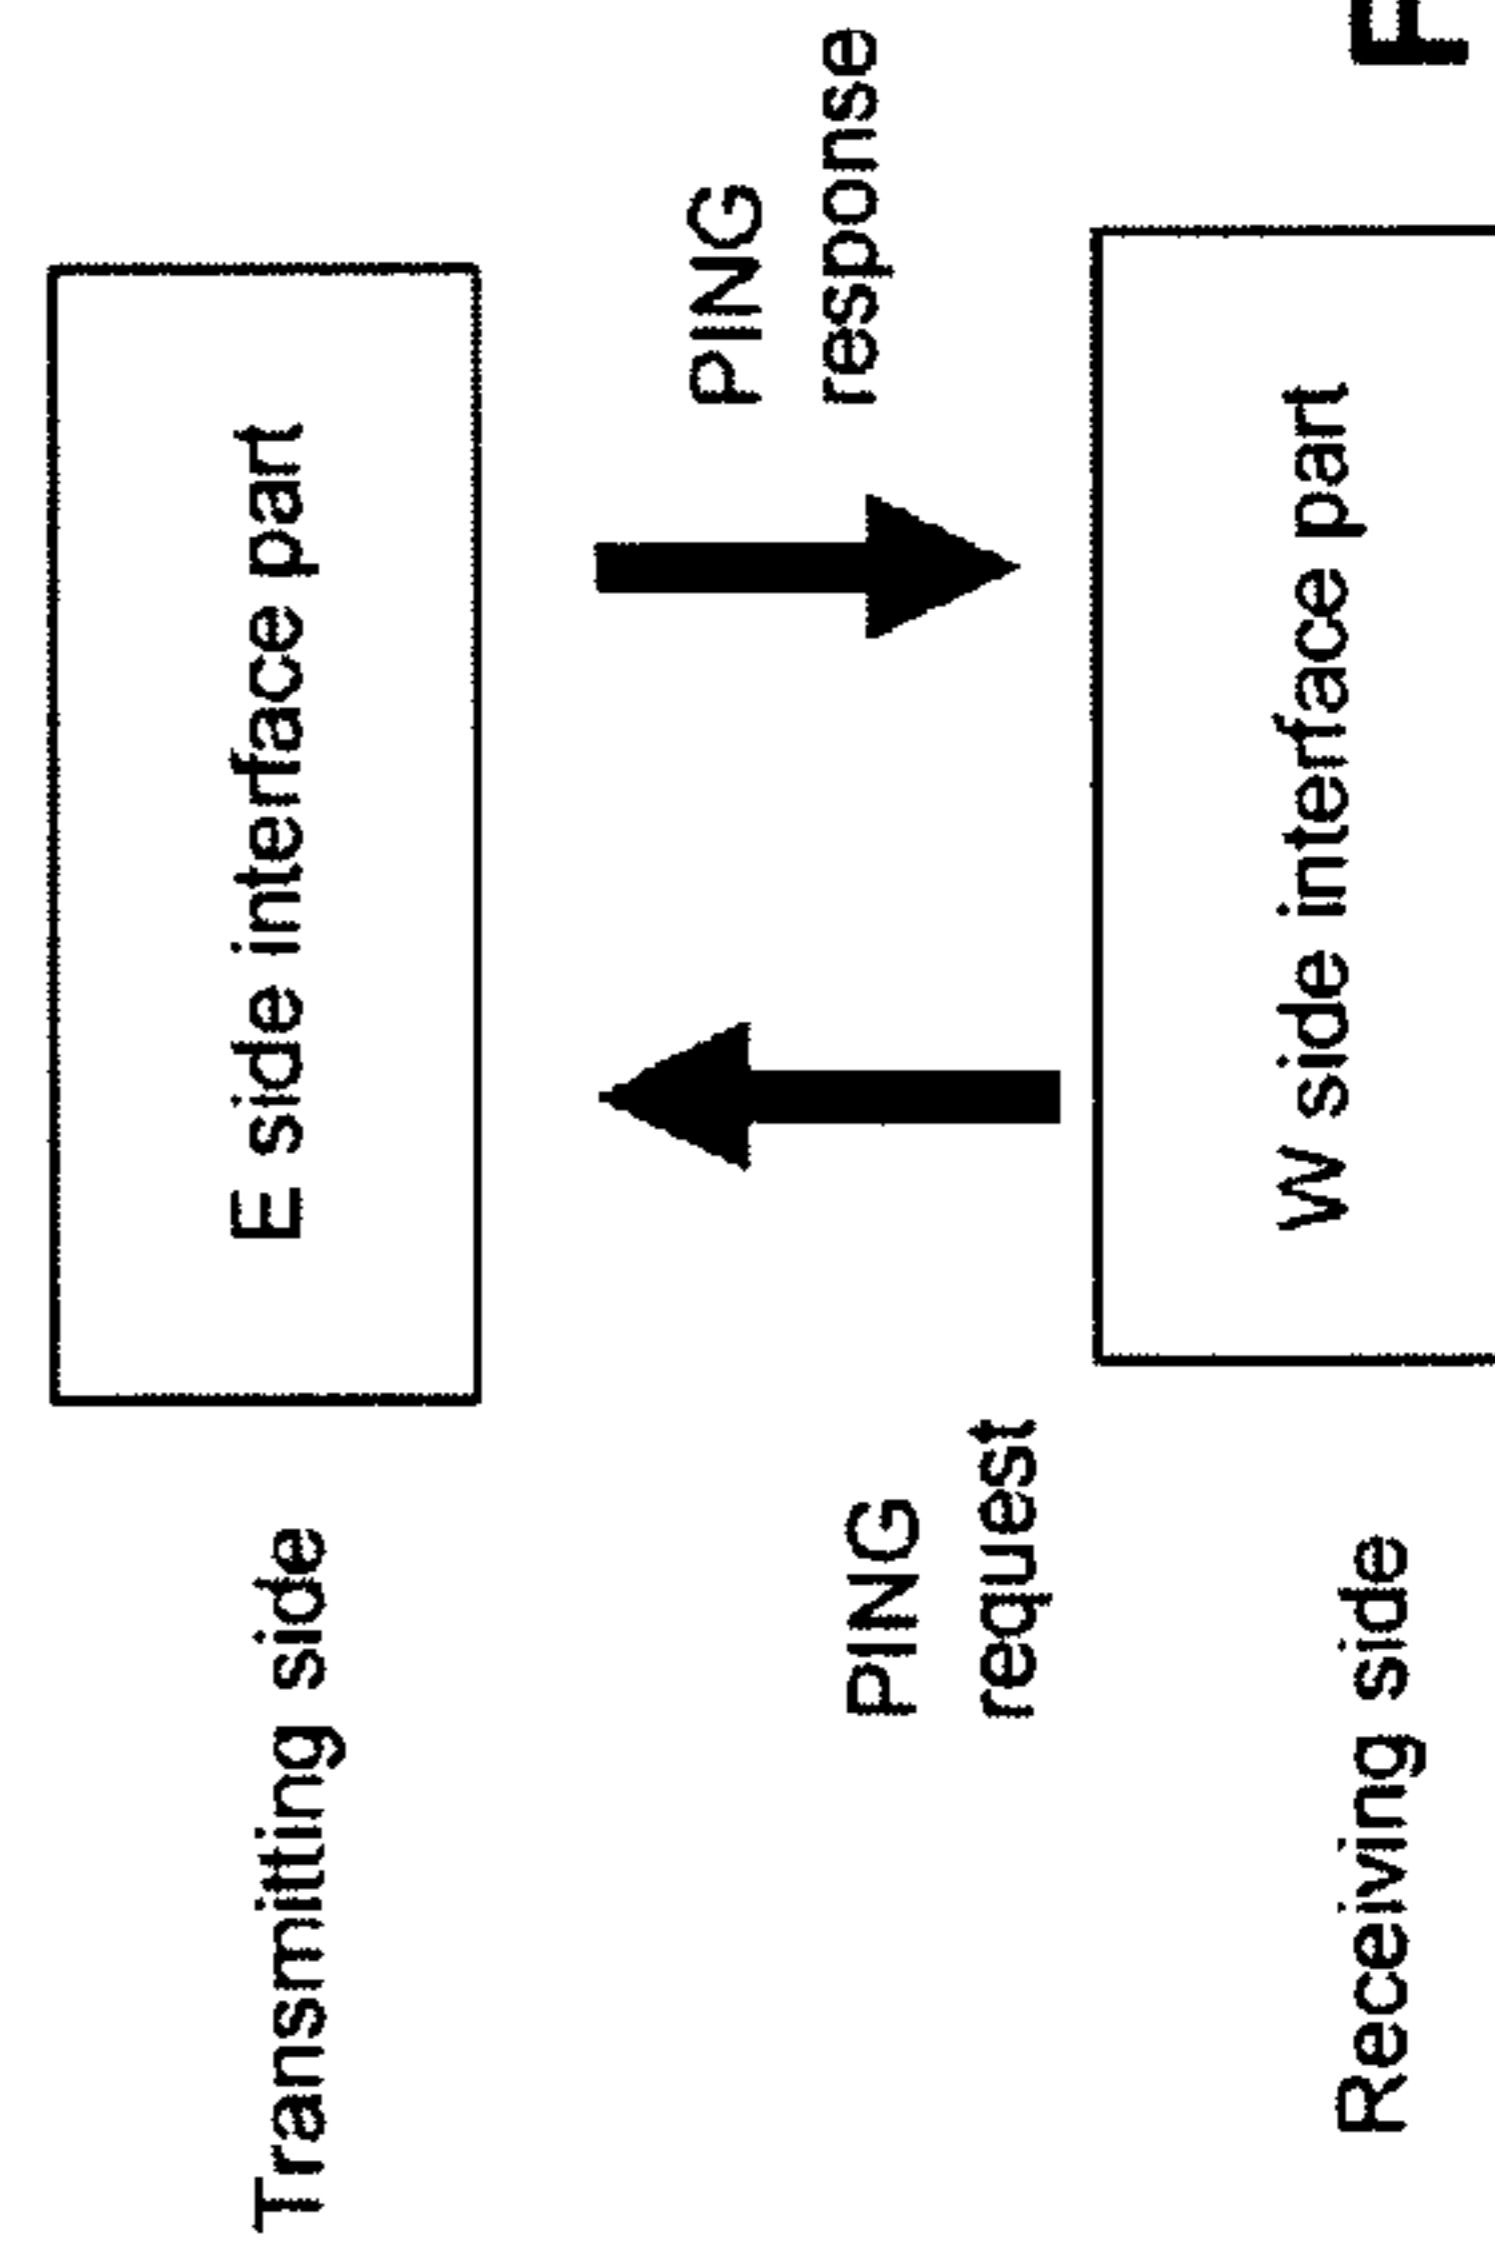 Transmitting side
E side interface part
PING
response
PING
request
Receiving side
W side interface part
F